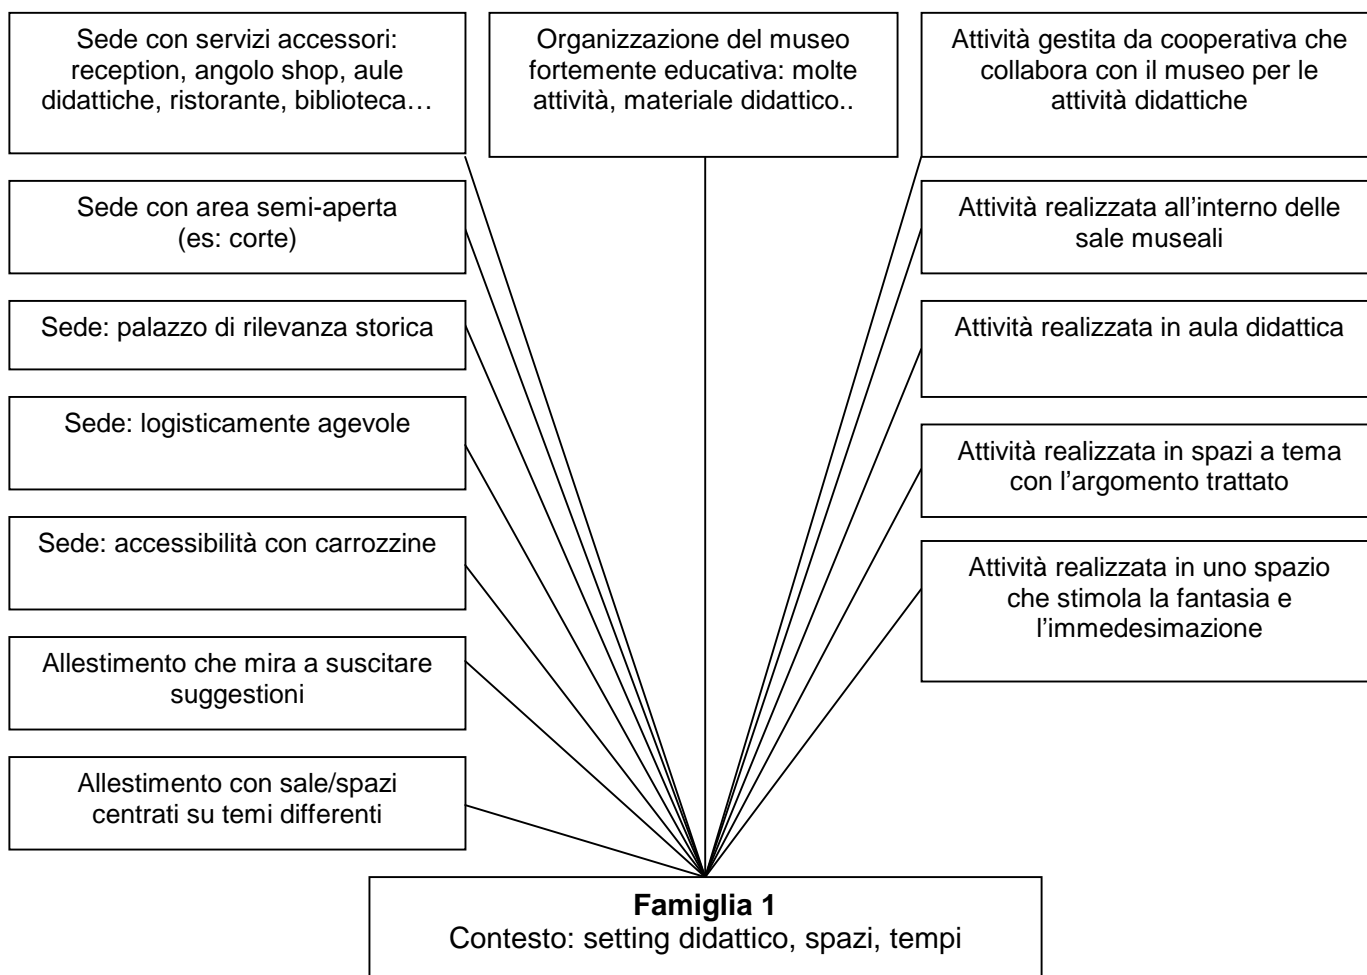 Sede con servizi accessori:
reception, angolo shop, aule
didattiche, ristorante, biblioteca…
Sede con area semi-aperta
(es: corte)
Sede: palazzo di rilevanza storica
Sede: logisticamente agevole
Sede: accessibilità con carrozzine
Allestimento che mira a suscitare
suggestioni
Allestimento con sale/spazi
centrati su temi differenti
Organizzazione del museo
fortemente educativa: molte
attività, materiale didattico..
Attività gestita da cooperativa che
collabora con il museo per le
attività didattiche
Attività realizzata all’interno delle
sale museali
Attività realizzata in aula didattica
Attività realizzata in spazi a tema
con l’argomento trattato
Attività realizzata in uno spazio
che stimola la fantasia e
l’immedesimazione
Famiglia 1
Contesto: setting didattico, spazi, tempi